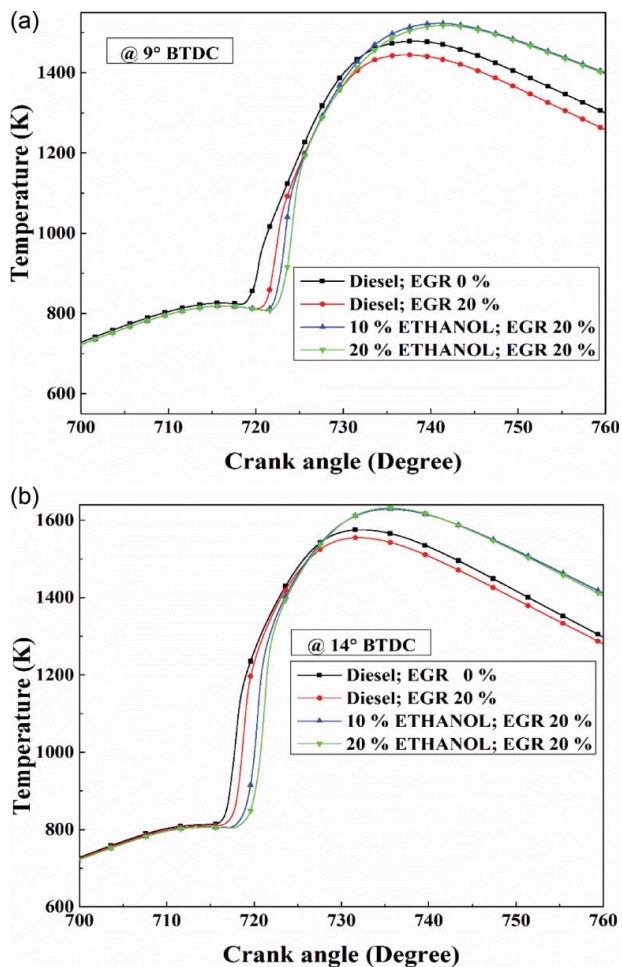 (a)
@ 9° BTDC
Temperature (K)
1400
1200
1000
800
600
Diesel; EGR 0 %
Diesel; EGR 20 %
10 % ETHANOL; EGR 20 %
20 % ETHANOL; EGR 20 %
700 710 720 730 740 750 760
Crank angle (Degree)
(b)
Temperature (K)
1600
1400
1200
1000
800
600
@ 14° BTDC
Diesel; EGR 0 %
Diesel; EGR 20 %
10 % ETHANOL; EGR 20 %
20 % ETHANOL; EGR 20 %
700 710 720 730 740 750 760
Crank angle (Degree)